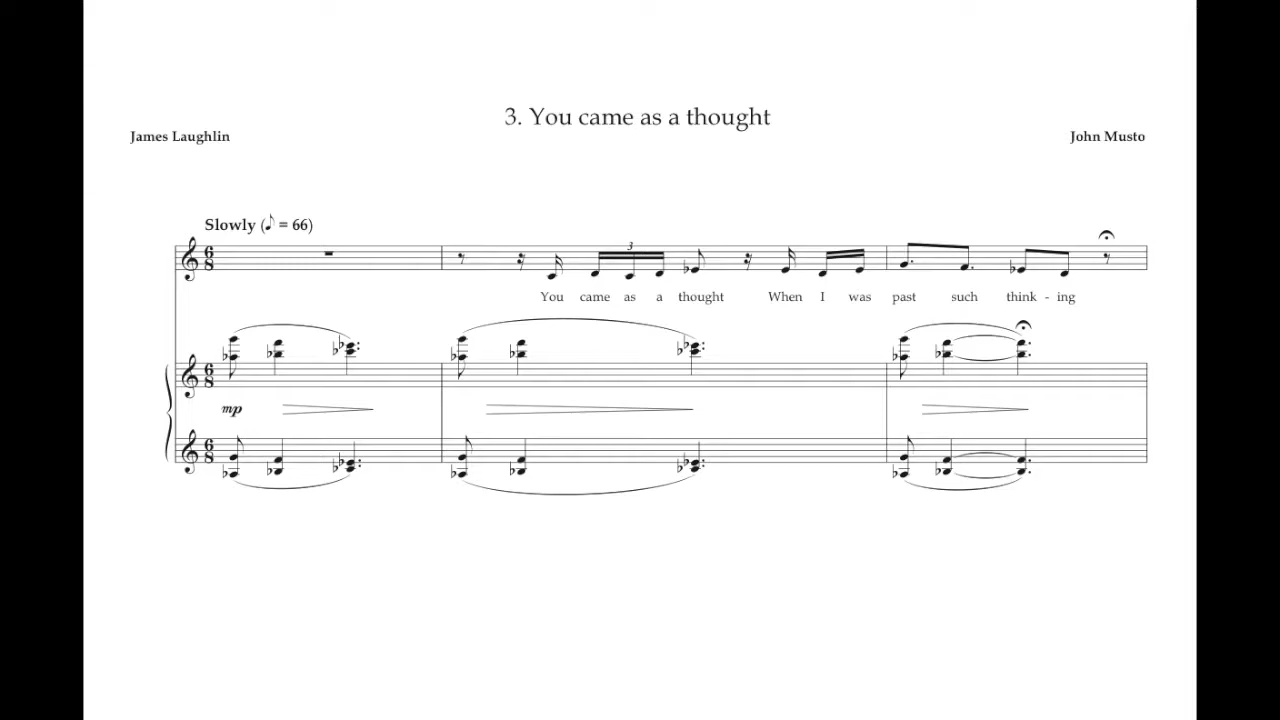 3. You came as a thought
James Laughlin
John Musto
Slowly (♪ = 66)
3
You came as a thought When I was past such think - ing
mp